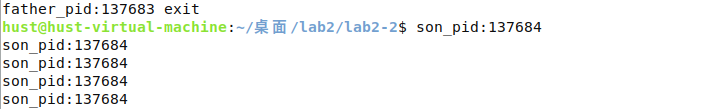 father_pid:137683 exit
hust@hust-virtual-machine:~/桌面/lab2/lab2-2$ son_pid:137684
son_pid:137684
son_pid:137684
son_pid:137684
son_pid:137684